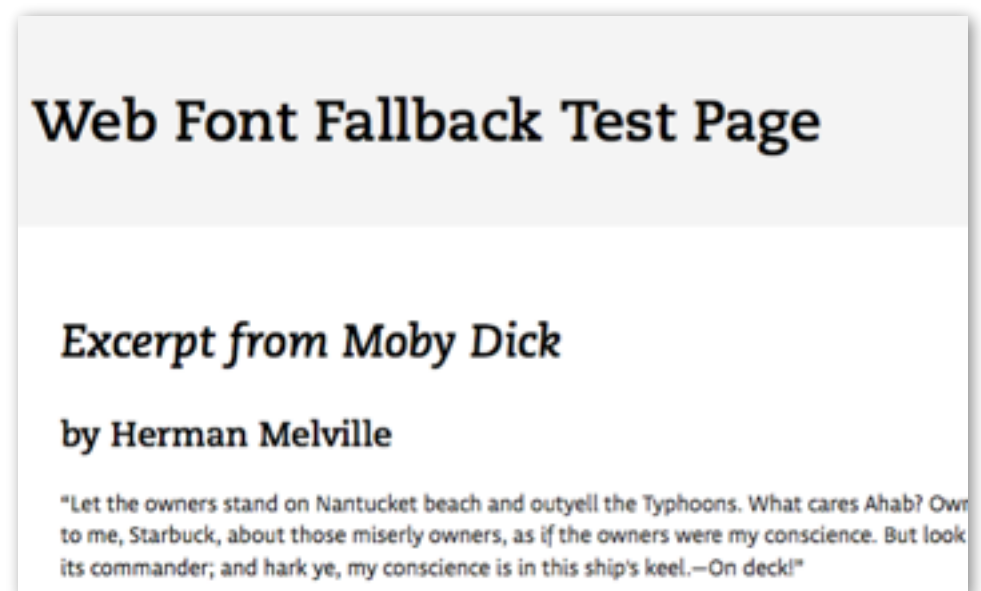 Web Font Fallback Test Page
Excerpt from Moby Dick
by Herman Melville
"Let the owners stand on Nantucket beach and outyell the Typhoons. What cares Ahab? Own
to me, Starbuck, about those miserly owners, as if the owners were my conscience. But look
its commander; and hark ye, my conscience is in this ship's keel.—On deck!"